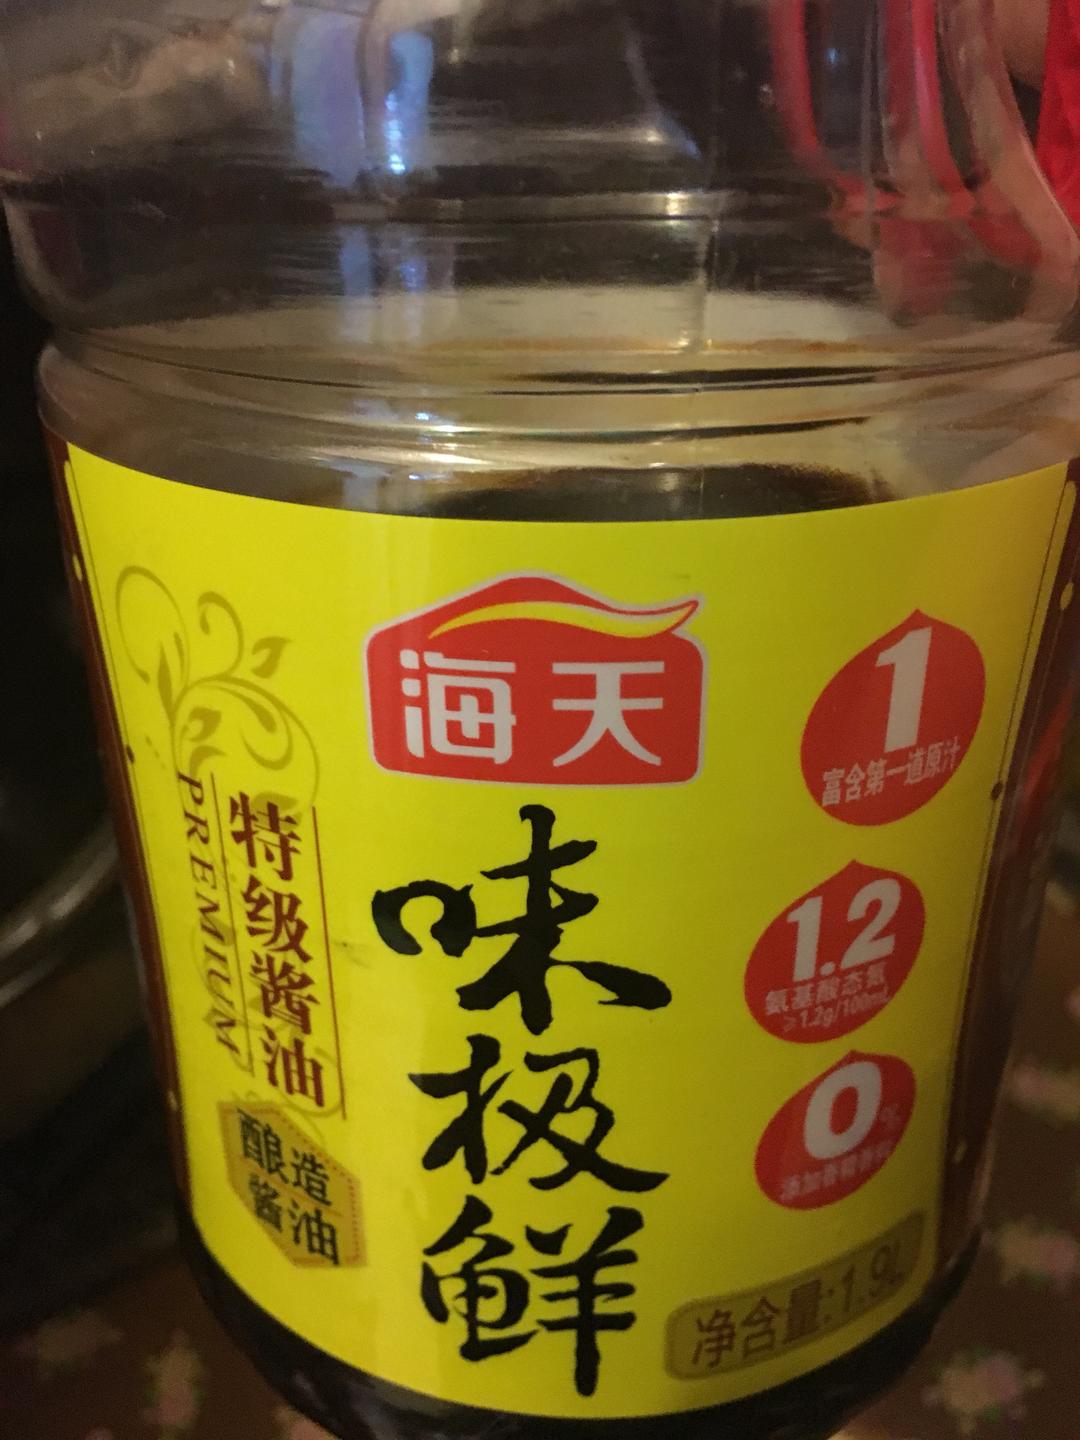 海天
味极鲜
特级酱油
PREMIUM
酿造
酱油
1
富含第一道原汁
1.2
氨基酸态氮
≥1.2g/100mL
0%
净含量:1.9L